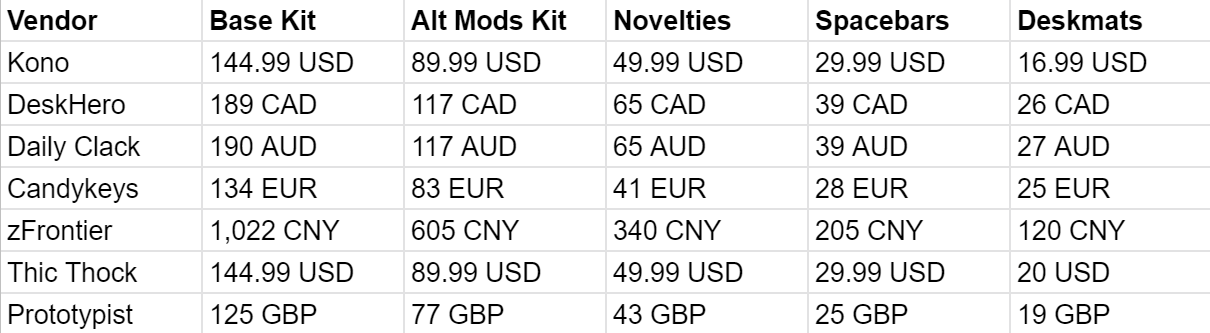 Vendor Base Kit Alt Mods Kit Novelties Spacebars Deskmats
Kono 144.99 USD 89.99 USD 49.99 USD 29.99 USD 16.99 USD
DeskHero 189 CAD 117 CAD 65 CAD 39 CAD 26 CAD
Daily Clack 190 AUD 117 AUD 65 AUD 39 AUD 27 AUD
Candykeys 134 EUR 83 EUR 41 EUR 28 EUR 25 EUR
zFrontier 1,022 CNY 605 CNY 340 CNY 205 CNY 120 CNY
Thic Thock 144.99 USD 89.99 USD 49.99 USD 29.99 USD 20 USD
Prototypist 125 GBP 77 GBP 43 GBP 25 GBP 19 GBP